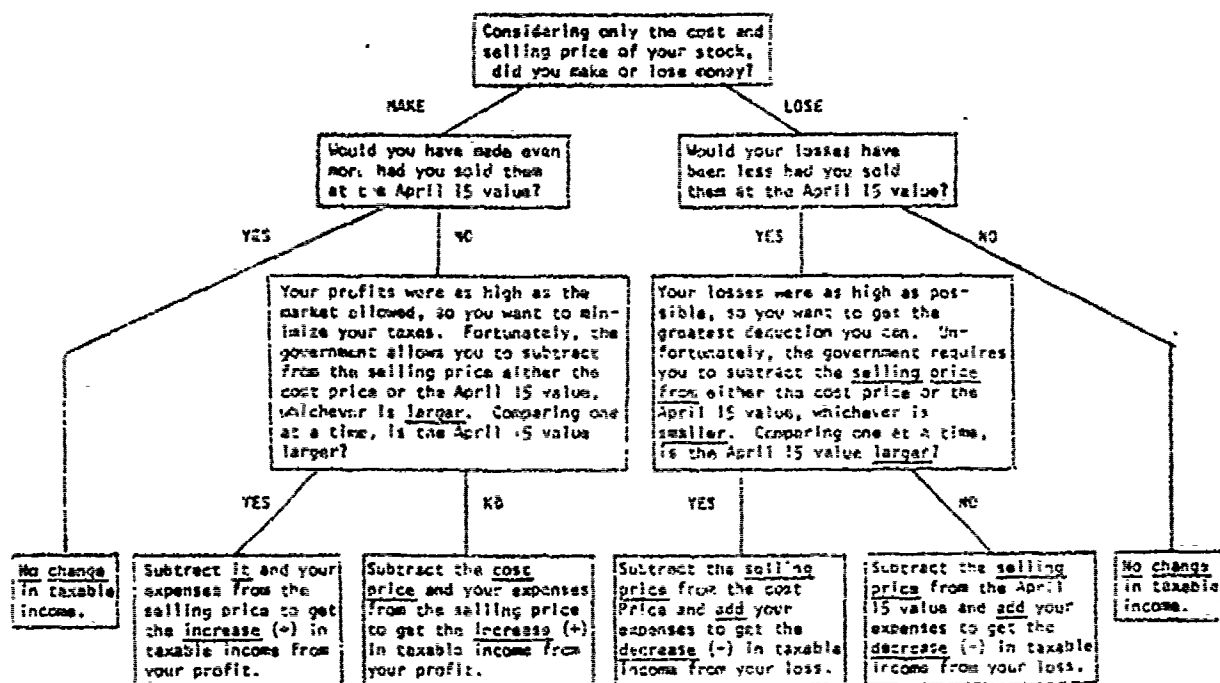 Considering only the cost and
selling price of your stock,
did you make or lose money?
MAKE
LOSE
Would you have made even
more had you sold them
at the April 15 value?
Would your losses have
been less had you sold
them at the April 15 value?
YES
NO
YES
NO
Your profits were as high as the
market allowed, so you want to min-
imize your taxes. Fortunately, the
government allows you to subtract
from the selling price either the
cost price or the April 15 value,
whichever is larger. Comparing one
at a time, is the April 15 value
larger?
Your losses were as high as pos-
sible, so you want to get the
greatest deduction you can. Un-
fortunately, the government requires
you to subtract the selling price
from either the cost price or the
April 15 value, whichever is
smaller. Comparing one at a time,
is the April 15 value larger?
YES
NO
YES
NO
No change
in taxable
income.
Subtract it and your
expenses from the
selling price to get
the increase (+) in
taxable income from
your profit.
Subtract the cost
price and your expenses
from the selling price
to get the increase (+)
in taxable income from
your profit.
Subtract the selling
price from the cost
Price and add your
expenses to get the
decrease (-) in taxable
income from your loss.
Subtract the selling
price from the April
15 value and add your
expenses to get the
decrease (-) in taxable
income from your loss.
No change
in taxable
income.